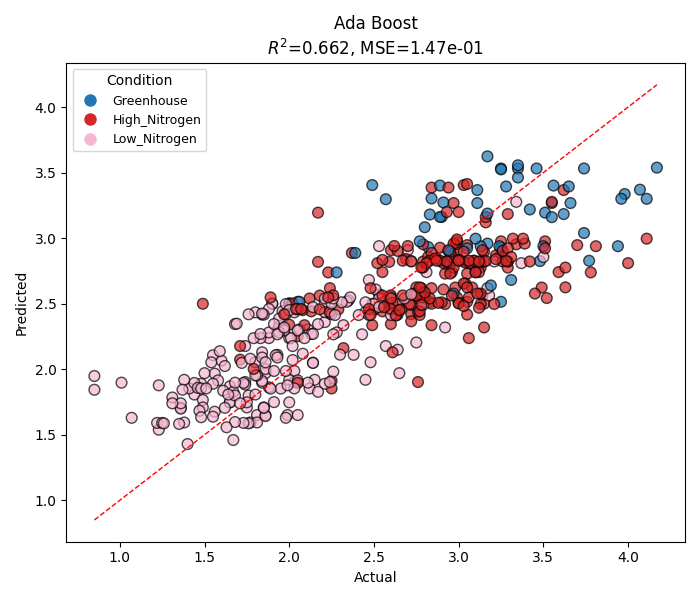 Ada Boost
R²=0.662, MSE=1.47e-01
Condition
Greenhouse
High_Nitrogen
Low_Nitrogen
Predicted
4.0
3.5
3.0
2.5
2.0
1.5
1.0
1.0 1.5 2.0 2.5 3.0 3.5 4.0
Actual